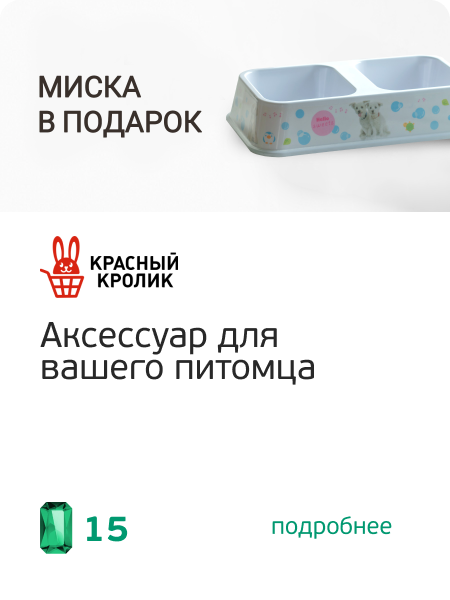 МИСКА
В ПОДАРОК
КРАСНЫЙ
КРОЛИК
Аксессуар для
вашего питомца
15
подробнее